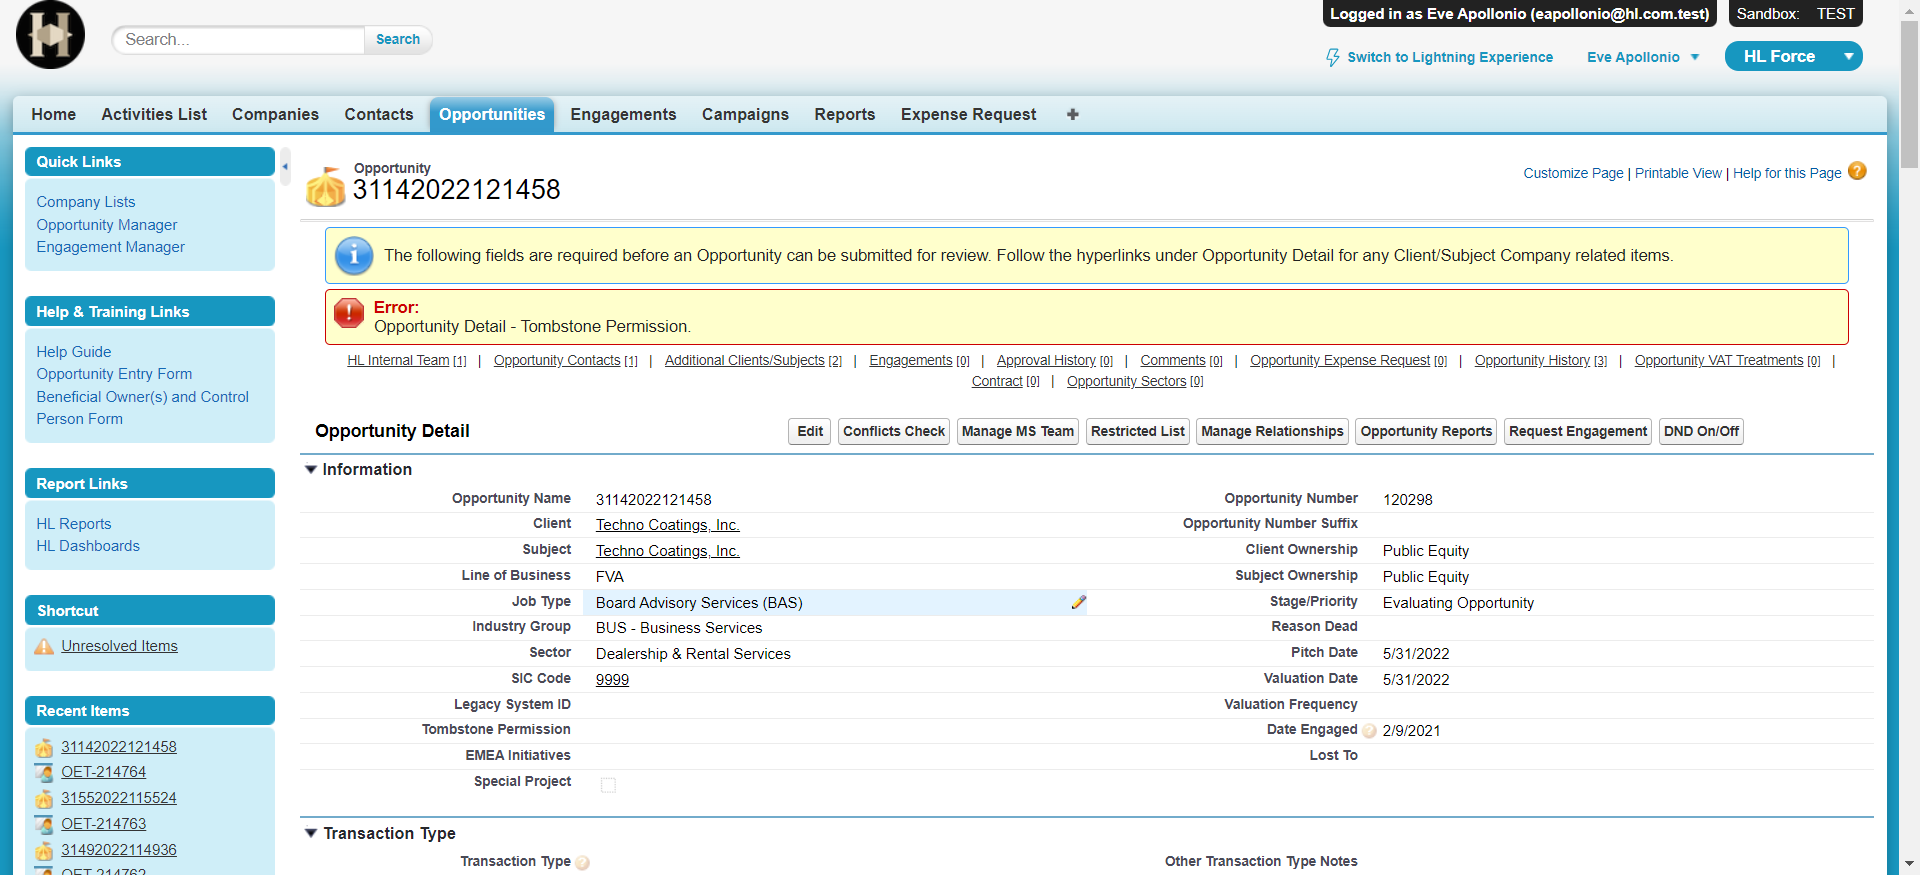 Logged in as Eve Apollonio (eapollonio@hl.com.test)
Sandbox: TEST
H
Search...
Search
Switch to Lightning Experience
Eve Apollonio
HL Force
Home
Activities List
Companies
Contacts
Opportunities
Engagements
Campaigns
Reports
Expense Request
Quick Links
Company Lists
Opportunity Manager
Engagement Manager
Help & Training Links
Help Guide
Opportunity Entry Form
Beneficial Owner(s) and Control
Person Form
Report Links
HL Reports
HL Dashboards
Shortcut
Unresolved Items
Recent Items
31142022121458
OET-214764
31552022115524
OET-214763
31492022114936
OET-214762
Opportunity
31142022121458
Customize Page | Printable View | Help for this Page
The following fields are required before an Opportunity can be submitted for review. Follow the hyperlinks under Opportunity Detail for any Client/Subject Company related items.
Error:
Opportunity Detail - Tombstone Permission.
HL Internal Team [1] | Opportunity Contacts [1] | Additional Clients/Subjects [2] | Engagements [0] | Approval History [0] | Comments [0] | Opportunity Expense Request [0] | Opportunity History [3] | Opportunity VAT Treatments [0] |
Contract [0] | Opportunity Sectors [0]
Opportunity Detail
Edit
Conflicts Check
Manage MS Team
Restricted List
Manage Relationships
Opportunity Reports
Request Engagement
DND On/Off
Information
Opportunity Name 31142022121458
Opportunity Number 120298
Client Techno Coatings, Inc.
Opportunity Number Suffix
Subject Techno Coatings, Inc.
Client Ownership Public Equity
Line of Business FVA
Subject Ownership Public Equity
Job Type Board Advisory Services (BAS)
Stage/Priority Evaluating Opportunity
Industry Group BUS - Business Services
Reason Dead
Sector Dealership & Rental Services
Pitch Date 5/31/2022
SIC Code 9999
Valuation Date 5/31/2022
Legacy System ID
Valuation Frequency
Tombstone Permission
Date Engaged 2/9/2021
EMEA Initiatives
Lost To
Special Project
Transaction Type
Transaction Type
Other Transaction Type Notes